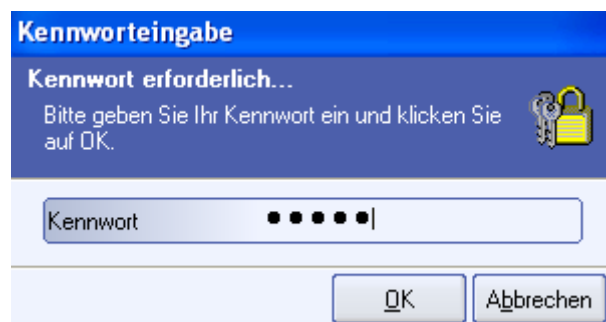 Kennworteingabe
Kennwort erforderlich...
Bitte geben Sie Ihr Kennwort ein und klicken Sie
auf OK.
Kennwort ●●●●●
OK Abbrechen